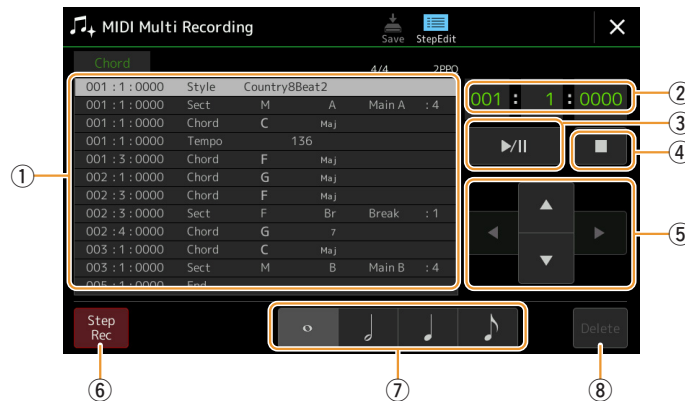 MIDI Multi Recording
Save
StepEdit
Chord
4/4 2PPQ
001 : 1 : 0000 Style Country8Beat2
001 : 1 : 0000 Sect M A Main A : 4
001 : 1 : 0000 Chord C Maj
001 : 1 : 0000 Tempo 136
001 : 3 : 0000 Chord F Maj
002 : 1 : 0000 Chord G Maj
002 : 3 : 0000 Chord F Maj
002 : 3 : 0000 Sect F Br Break : 1
002 : 4 : 0000 Chord G 7
003 : 1 : 0000 Chord C Maj
003 : 1 : 0000 Sect M B Main B : 4
005 : 1 : 0000 End
001 : 1 : 0000
Step
Rec
Delete
①
②
③
④
⑤
⑥
⑦
⑧